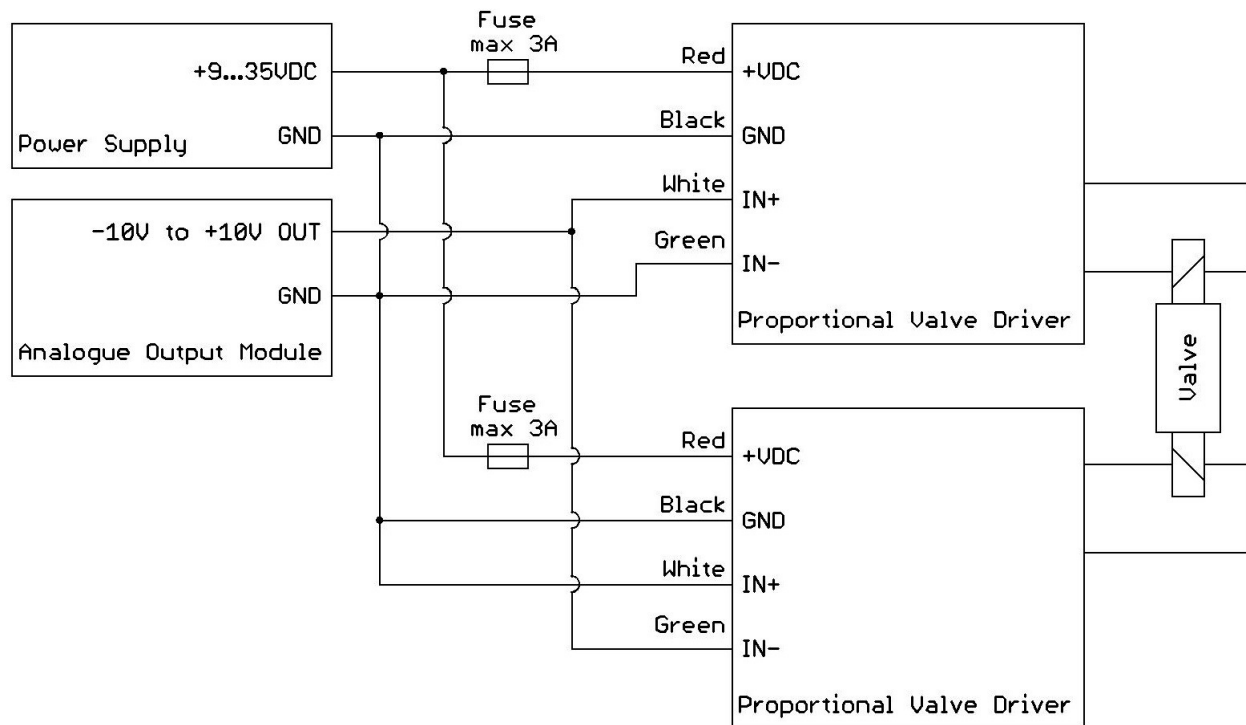 +9...35VDC
GND
Power Supply
-10V to +10V OUT
GND
Analogue Output Module
Fuse
max 3A
Red
Black
White
Green
+VDC
GND
IN+
IN-
Proportional Valve Driver
Valve
Fuse
max 3A
Red
Black
White
Green
+VDC
GND
IN+
IN-
Proportional Valve Driver